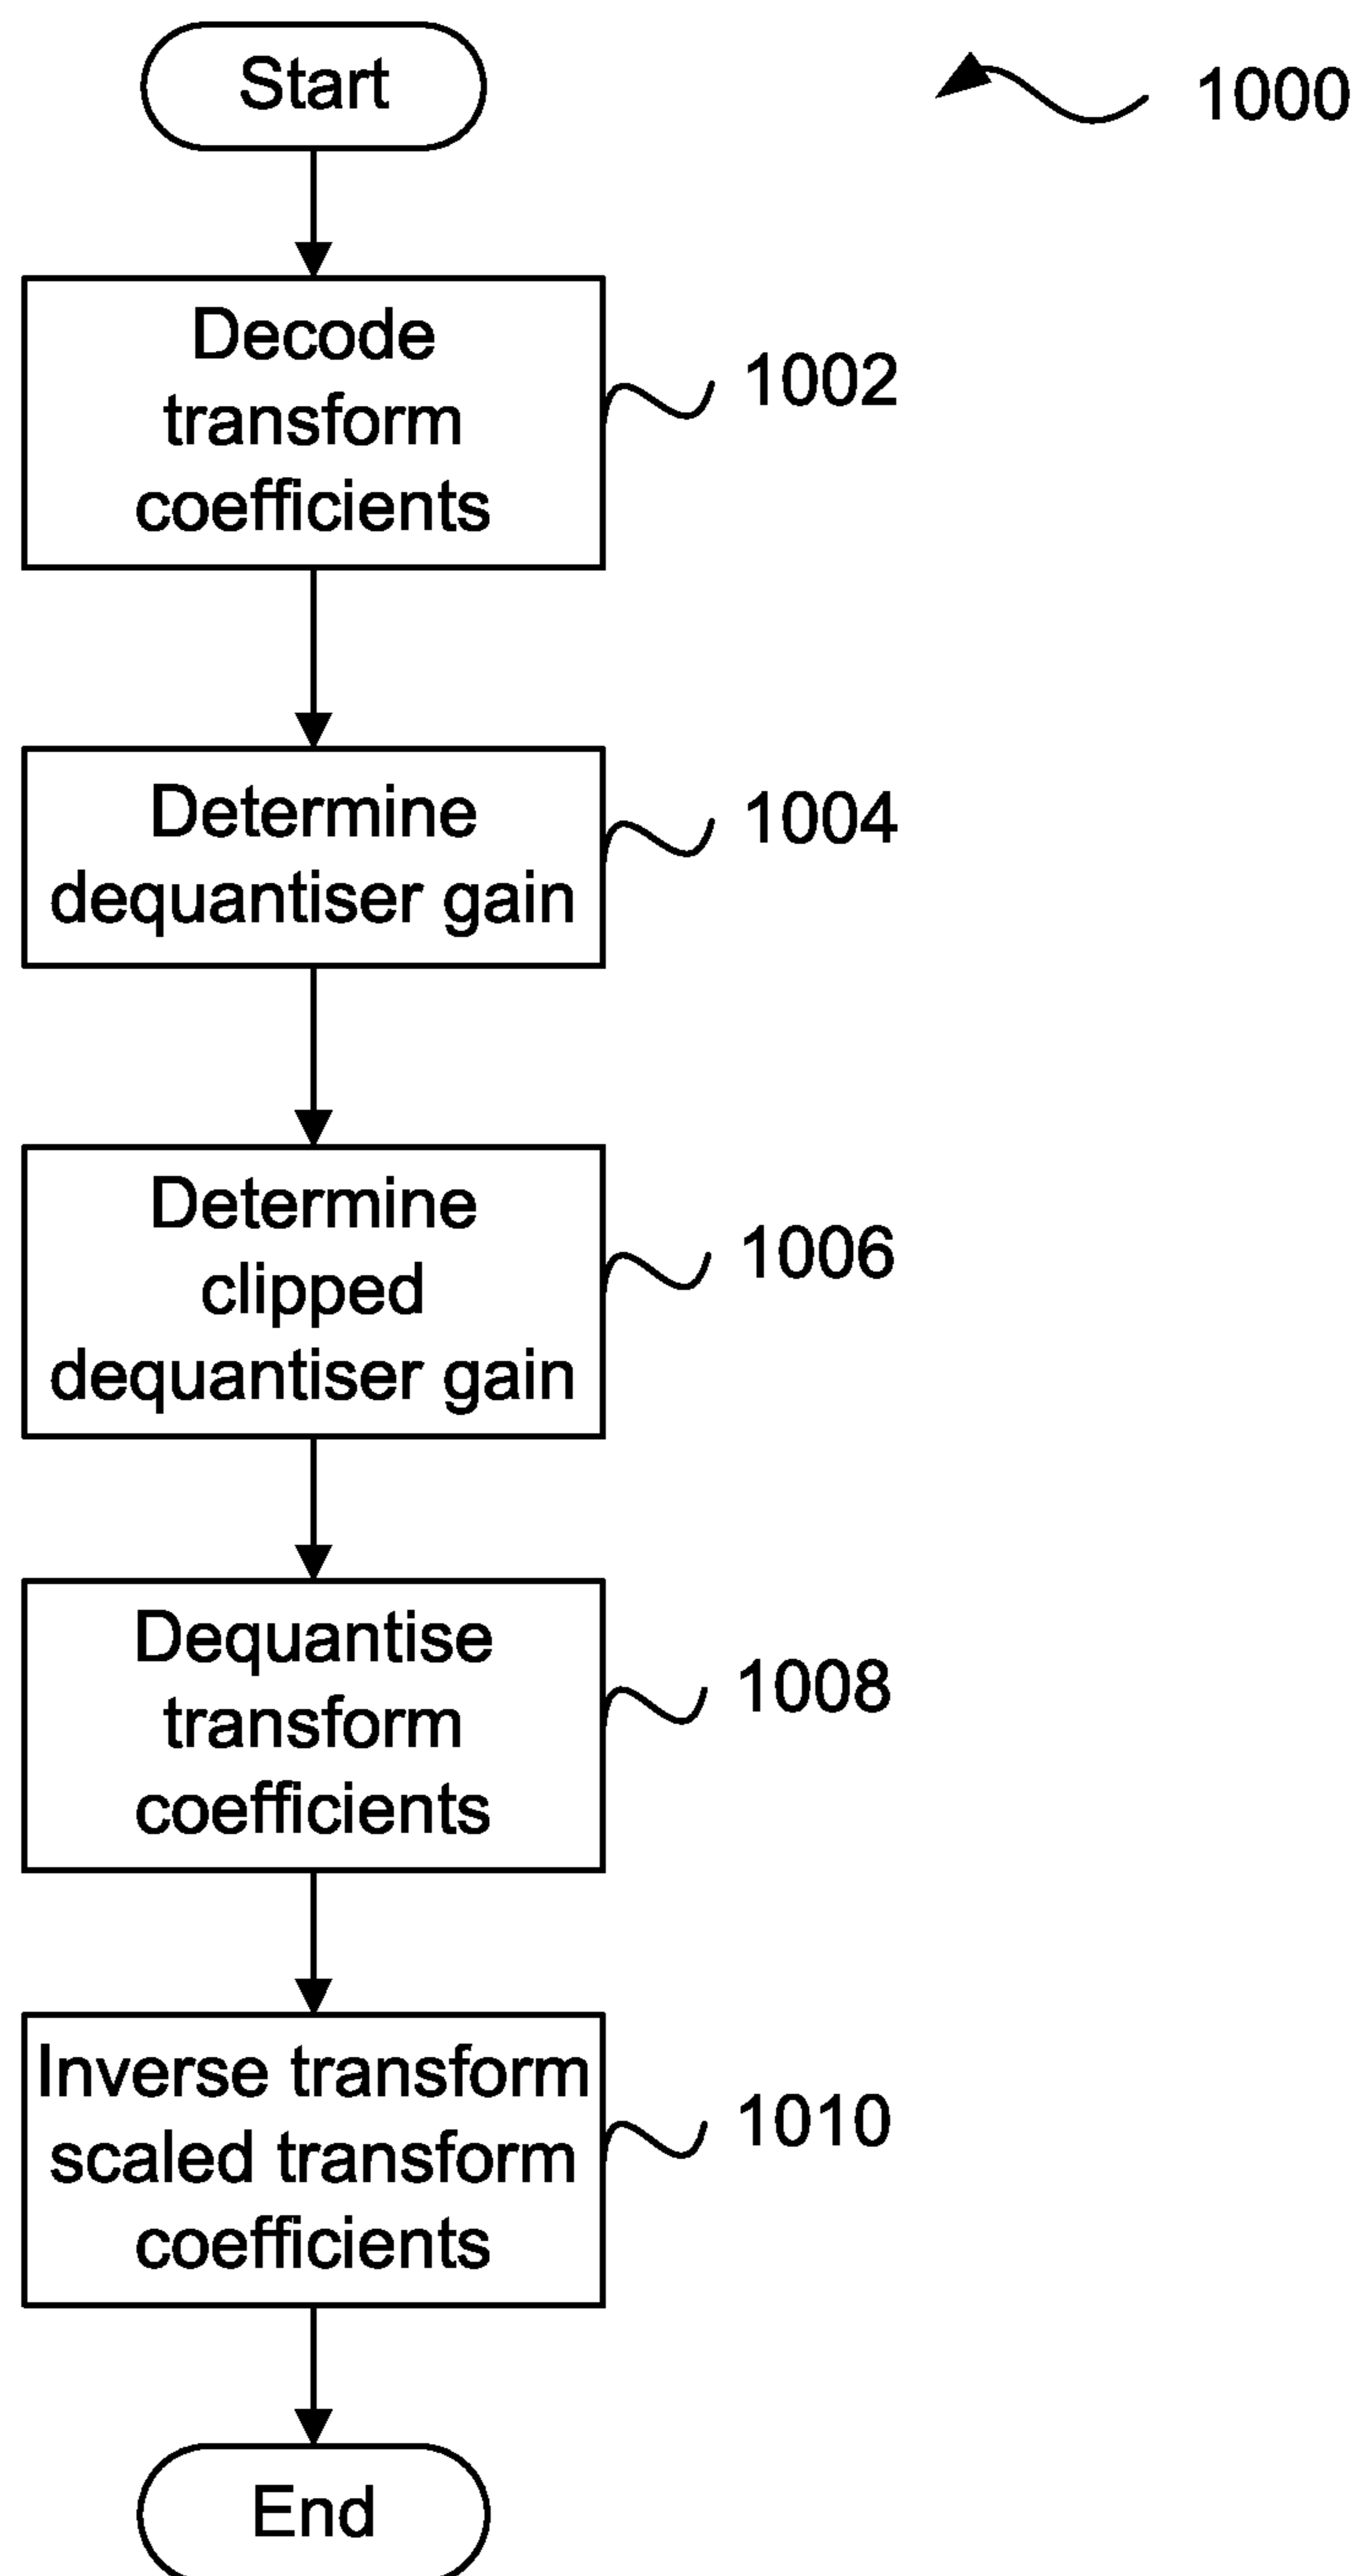 Start
1000
Decode
transform
coefficients
1002
Determine
dequantiser gain
1004
Determine
clipped
dequantiser gain
1006
Dequantise
transform
coefficients
1008
Inverse transform
scaled transform
coefficients
1010
End